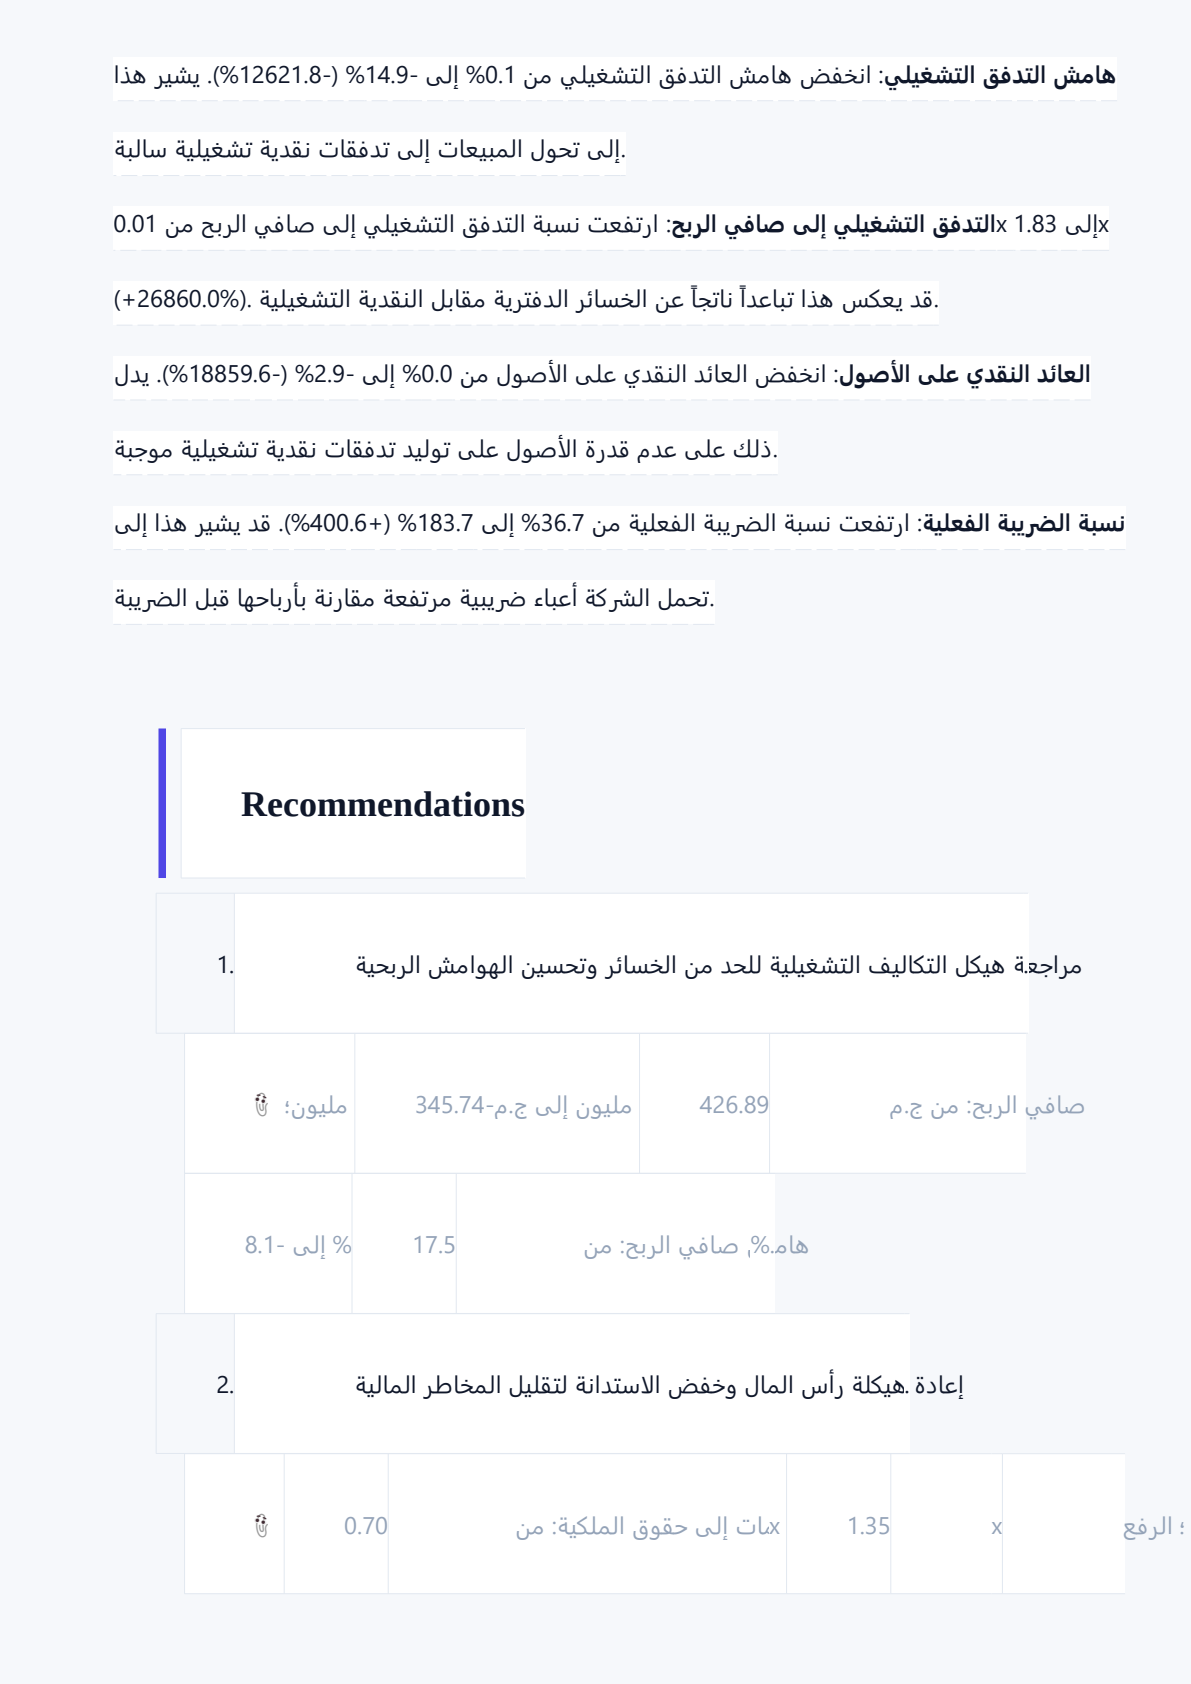 هامش التدفق التشغيلي: انخفض هامش التدفق التشغيلي من 0.1% إلى -14.9% (-12621.8%). يشير هذا
إلى تحول المبيعات إلى تدفقات نقدية تشغيلية سالبة.
التدفق التشغيلي إلى صافي الربح: ارتفعت نسبة التدفق التشغيلي إلى صافي الربح من 0.01x إلى 1.83x
(+26860.0%). قد يعكس هذا تباعداً ناتجاً عن الخسائر الدفترية مقابل النقدية التشغيلية.
العائد النقدي على الأصول: انخفض العائد النقدي على الأصول من 0.0% إلى -2.9% (-18859.6%). يدل
ذلك على عدم قدرة الأصول على توليد تدفقات نقدية تشغيلية موجبة.
نسبة الضريبة الفعلية: ارتفعت نسبة الضريبة الفعلية من 36.7% إلى 183.7% (+400.6%). قد يشير هذا إلى
تحمل الشركة أعباء ضريبية مرتفعة مقارنة بأرباحها قبل الضريبة.
Recommendations
1. مراجعة هيكل التكاليف التشغيلية للحد من الخسائر وتحسين الهوامش الربحية.
صافي الربح: من ج.م 426.89 مليون إلى ج.م-345.74 مليون؛
صافي الربح: من 17.5% إلى -8.1%.
2. إعادة هيكلة رأس المال وخفض الاستدانة لتقليل المخاطر المالية.
إلى حقوق الملكية: من 0.70x 1.35x؛ الرفع